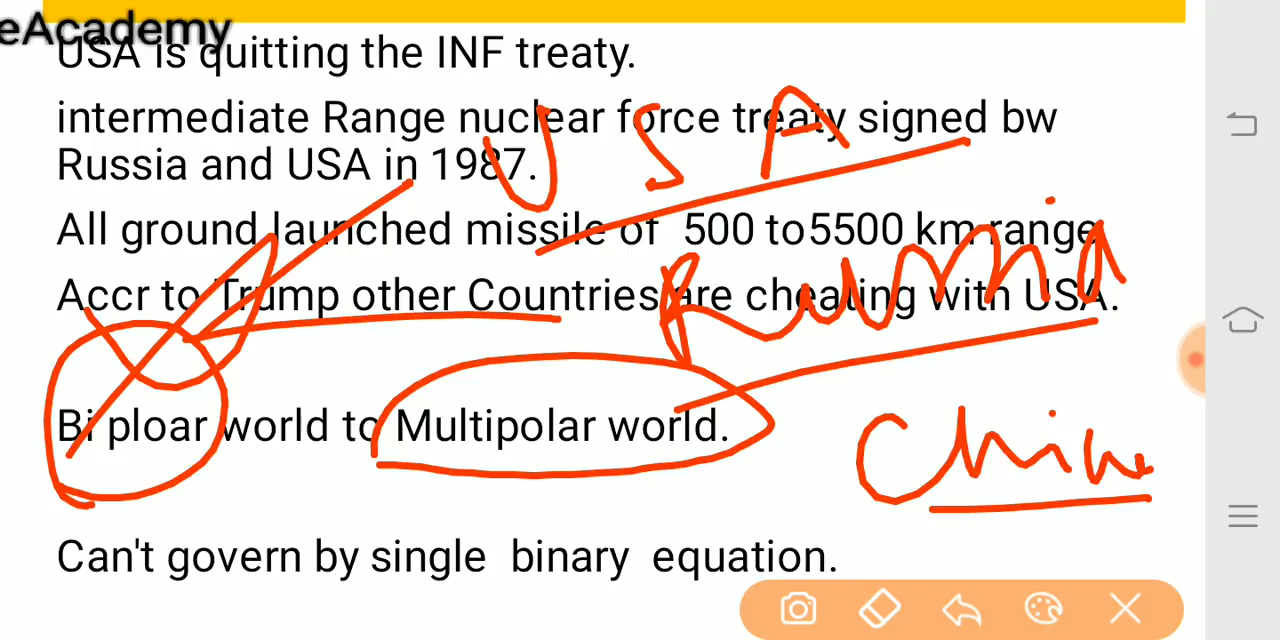 eAcademy
USA is quitting the INF treaty.
intermediate Range nuclear force treaty signed bw
Russia and USA in 1987.
USA
All ground launched missile of 500 to5500 km range
Russia
Accr to Trump other Countries are cheating with USA.
Bi ploar world to Multipolar world.
China
Can't govern by single binary equation.